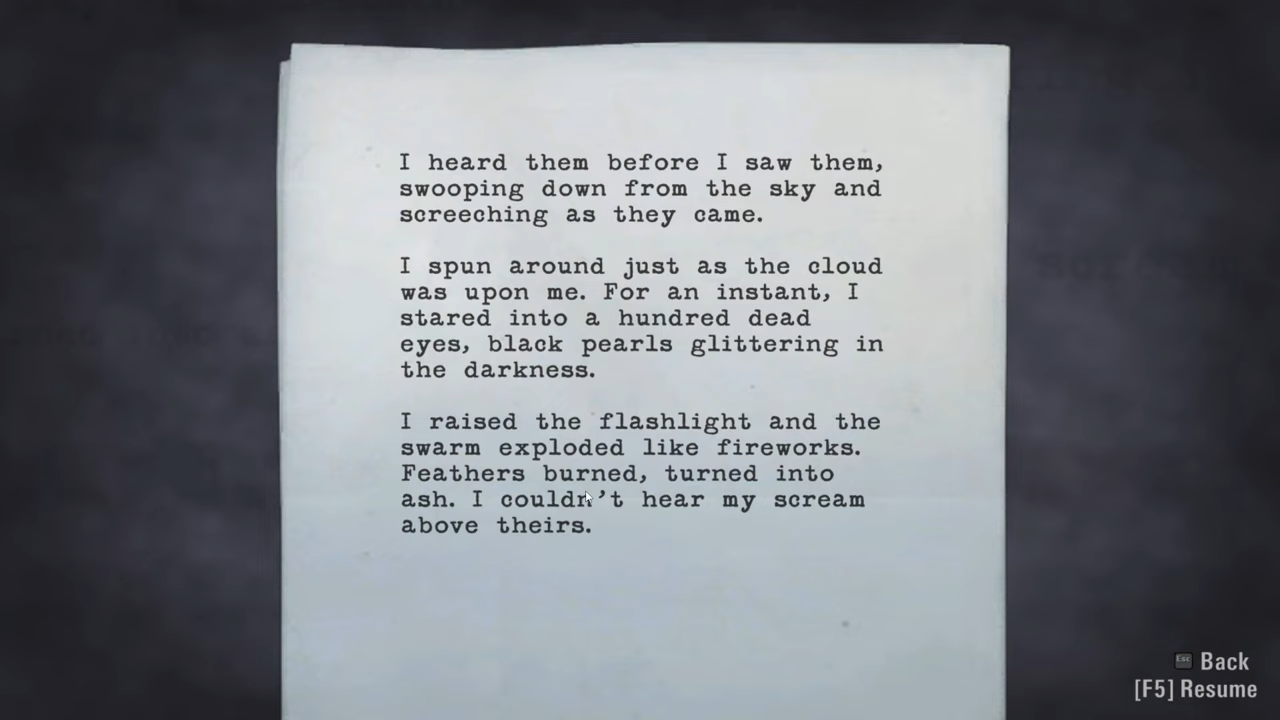 I heard them before I saw them,
swooping down from the sky and
screeching as they came.
I spun around just as the cloud
was upon me. For an instant, I
stared into a hundred dead
eyes, black pearls glittering in
the darkness.
I raised the flashlight and the
swarm exploded like fireworks.
Feathers burned, turned into
ash. I couldn't hear my scream
above theirs.
Esc Back
[F5] Resume